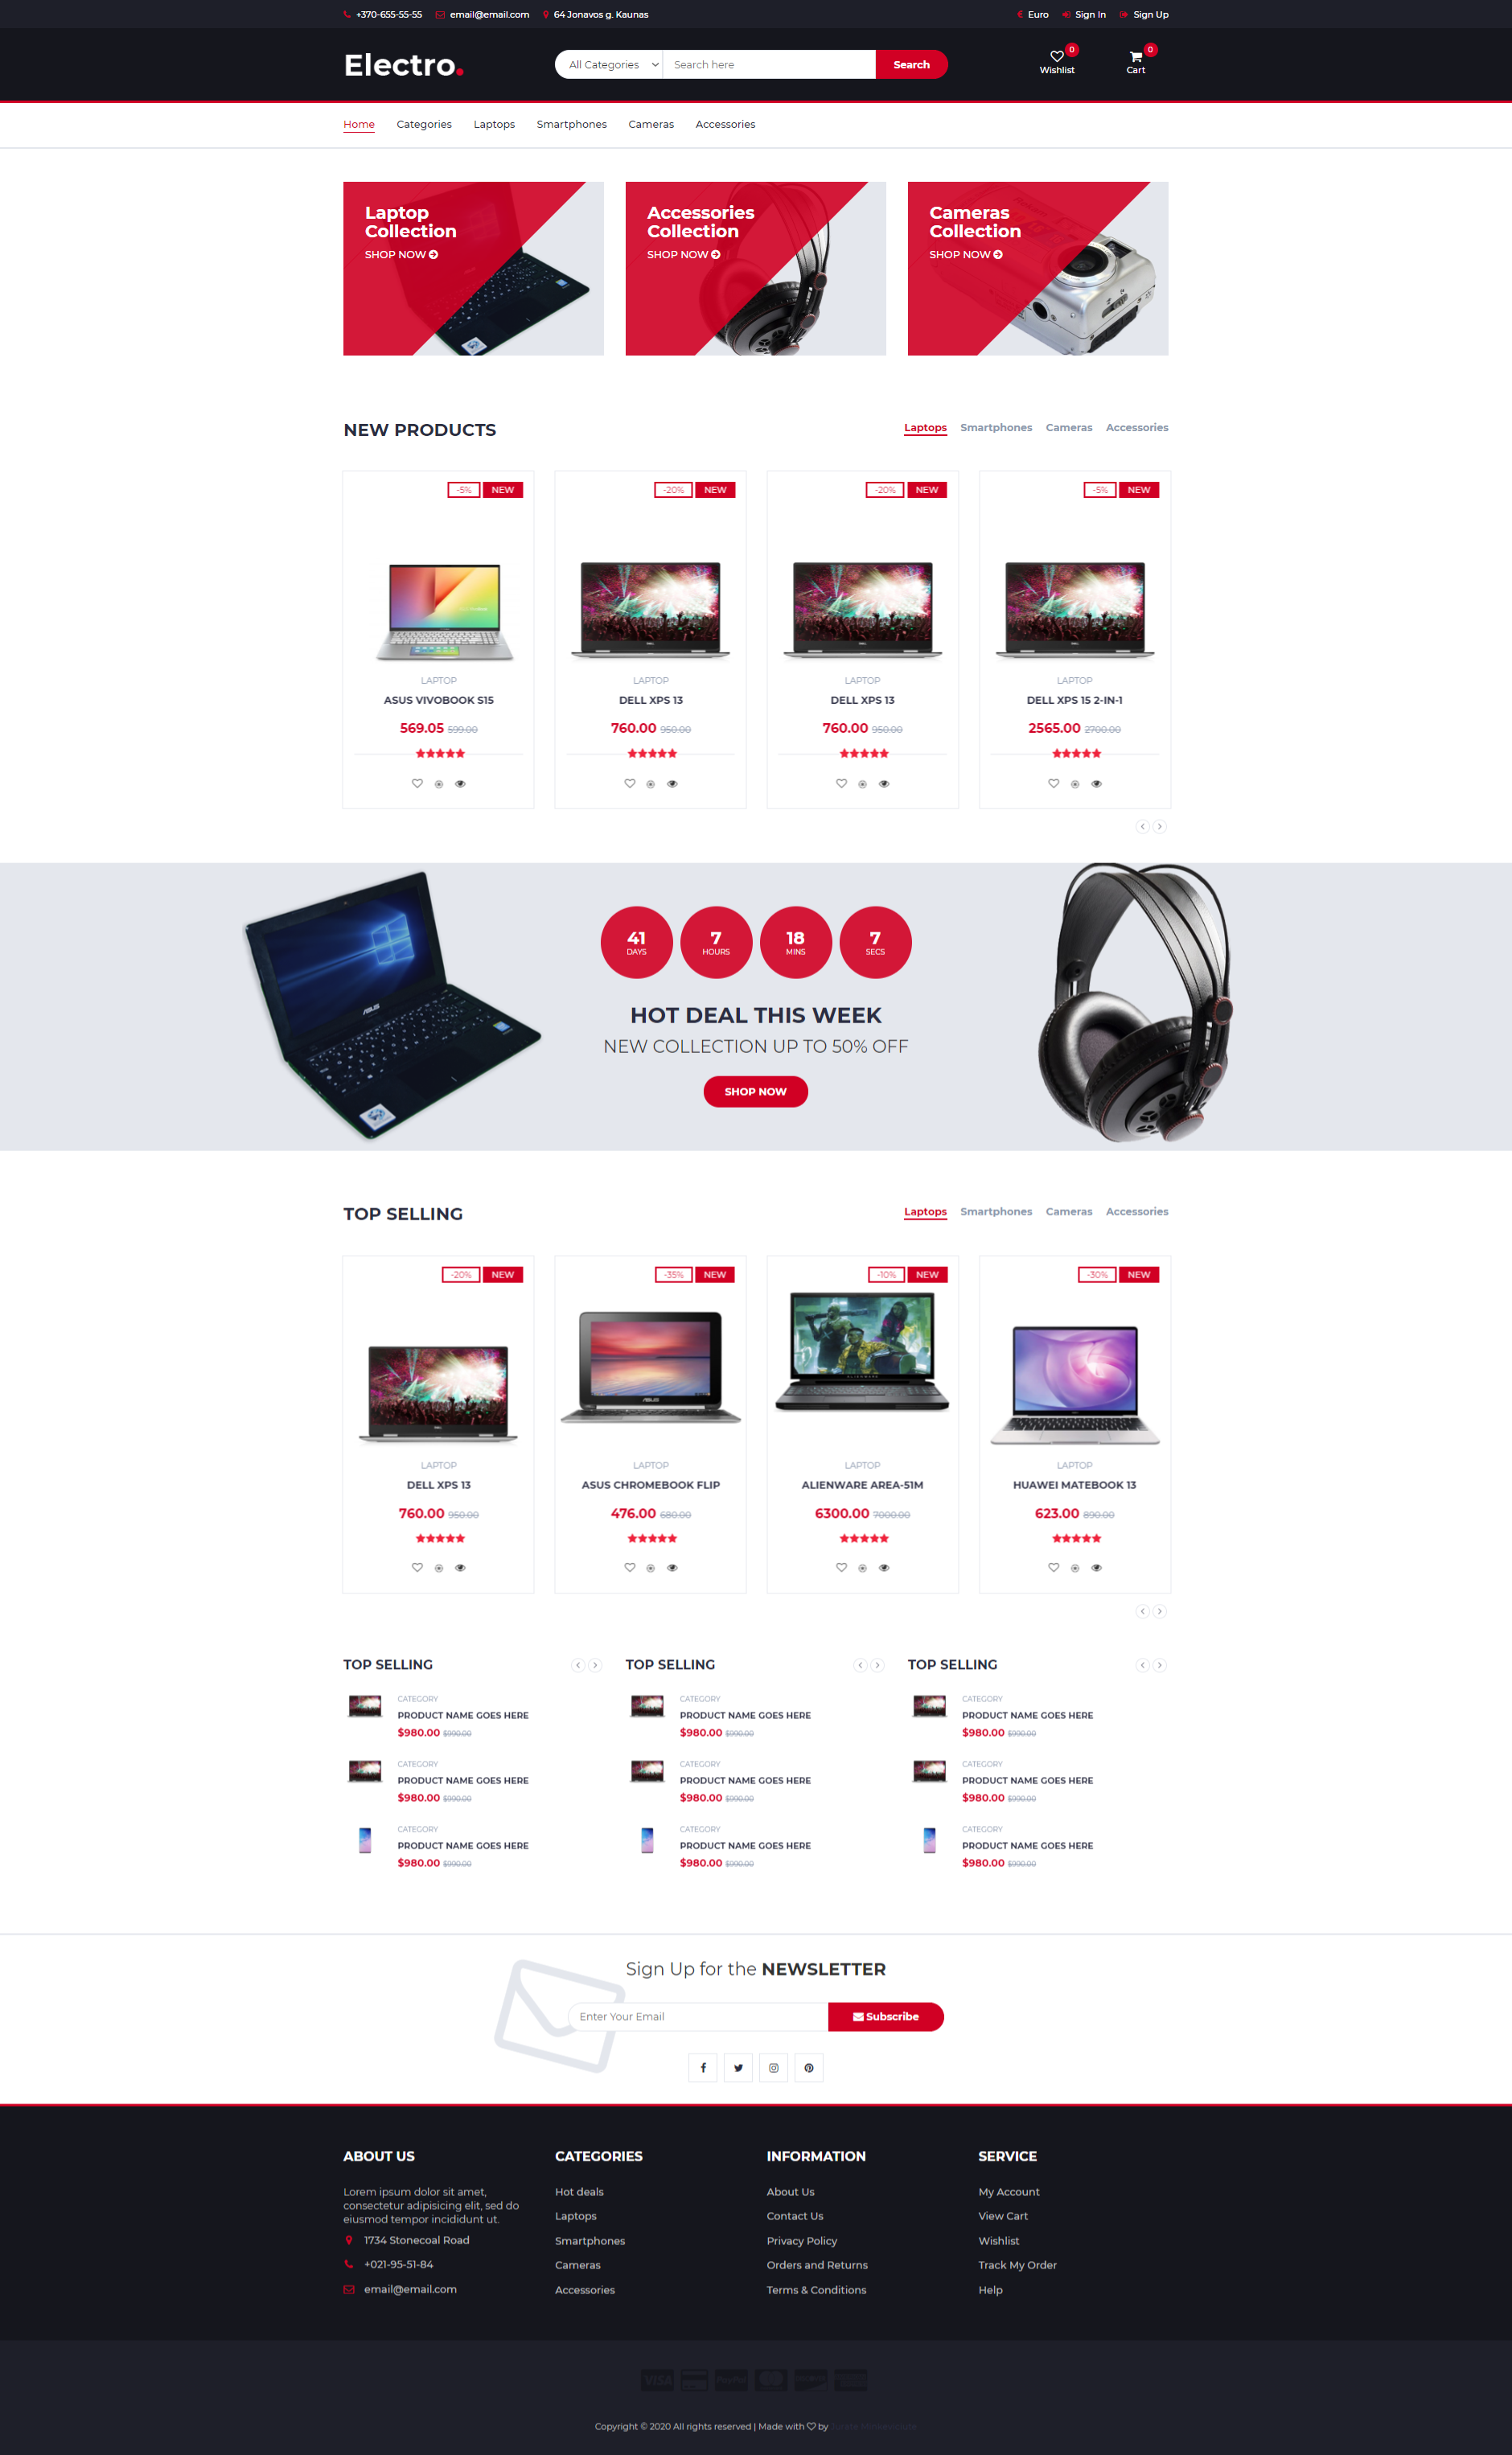 +370-655-55-55 email@email.com 64 Jonavos g. Kaunas Euro Sign In Sign Up
Electro.
All Categories Search here Search
0 0
Wishlist Cart
Home Categories Laptops Smartphones Cameras Accessories
Laptop
Collection
SHOP NOW
Accessories
Collection
SHOP NOW
Cameras
Collection
SHOP NOW
NEW PRODUCTS
Laptops Smartphones Cameras Accessories
-5% NEW
LAPTOP
ASUS VIVOBOOK S15
569.05 599.00
-20% NEW
LAPTOP
DELL XPS 13
760.00 950.00
-20% NEW
LAPTOP
DELL XPS 13
760.00 950.00
-5% NEW
LAPTOP
DELL XPS 15 2-IN-1
2565.00 2700.00
ASUS
41 7 18 7
DAYS HOURS MINS SECS
HOT DEAL THIS WEEK
NEW COLLECTION UP TO 50% OFF
SHOP NOW
TOP SELLING
Laptops Smartphones Cameras Accessories
-20% NEW
LAPTOP
DELL XPS 13
760.00 950.00
-35% NEW
ASUS
LAPTOP
ASUS CHROMEBOOK FLIP
476.00 680.00
-10% NEW
ALIENWARE
LAPTOP
ALIENWARE AREA-51M
6300.00 7000.00
-30% NEW
LAPTOP
HUAWEI MATEBOOK 13
623.00 890.00
TOP SELLING
CATEGORY
PRODUCT NAME GOES HERE
$980.00 $990.00
CATEGORY
PRODUCT NAME GOES HERE
$980.00 $990.00
CATEGORY
PRODUCT NAME GOES HERE
$980.00 $990.00
TOP SELLING
CATEGORY
PRODUCT NAME GOES HERE
$980.00 $990.00
CATEGORY
PRODUCT NAME GOES HERE
$980.00 $990.00
CATEGORY
PRODUCT NAME GOES HERE
$980.00 $990.00
TOP SELLING
CATEGORY
PRODUCT NAME GOES HERE
$980.00 $990.00
CATEGORY
PRODUCT NAME GOES HERE
$980.00 $990.00
CATEGORY
PRODUCT NAME GOES HERE
$980.00 $990.00
Sign Up for the NEWSLETTER
Enter Your Email Subscribe
ABOUT US
Lorem ipsum dolor sit amet,
consectetur adipisicing elit, sed do
eiusmod tempor incididunt ut.
1734 Stonecoal Road
+021-95-51-84
email@email.com
CATEGORIES
Hot deals
Laptops
Smartphones
Cameras
Accessories
INFORMATION
About Us
Contact Us
Privacy Policy
Orders and Returns
Terms & Conditions
SERVICE
My Account
View Cart
Wishlist
Track My Order
Help
VISA PayPal
Copyright © 2020 All rights reserved | Made with by